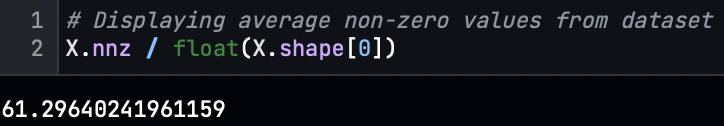 1 # Displaying average non-zero values from dataset
2 X.nnz / float(X.shape[0])
61.29640241961159